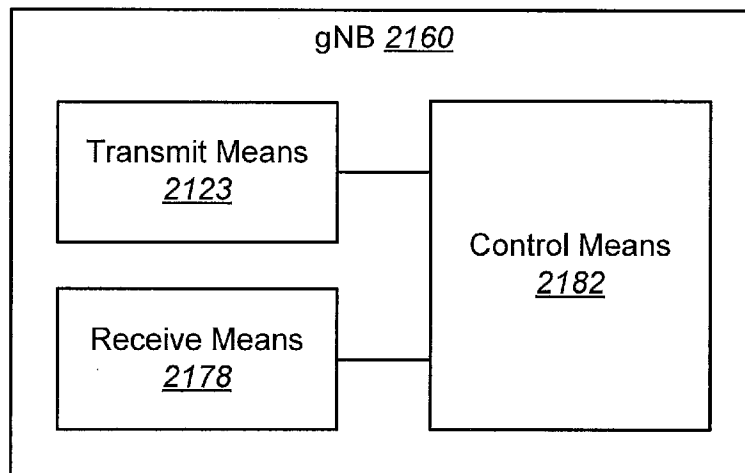 gNB 2160
Transmit Means
2123
Control Means
2182
Receive Means
2178